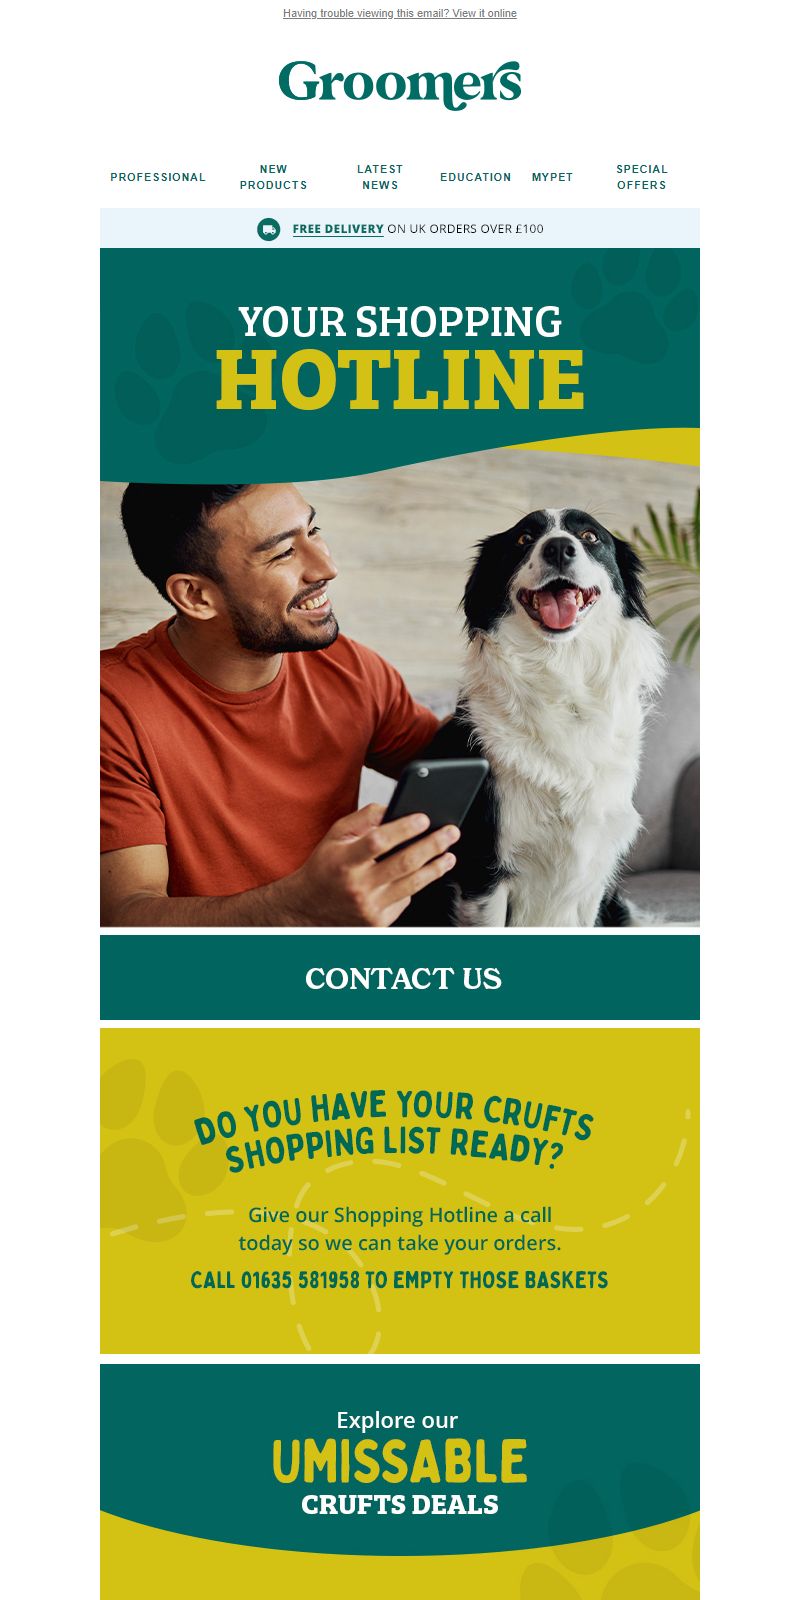 Having trouble viewing this email? View it online
Groomers
PROFESSIONAL
NEW
PRODUCTS
LATEST
NEWS
EDUCATION
MYPET
SPECIAL
OFFERS
FREE DELIVERY ON UK ORDERS OVER £100
YOUR SHOPPING
HOTLINE
CONTACT US
DO YOU HAVE YOUR CRUFTS
SHOPPING LIST READY?
Give our Shopping Hotline a call
today so we can take your orders.
CALL 01635 581958 TO EMPTY THOSE BASKETS
Explore our
UMISSABLE
CRUFTS DEALS